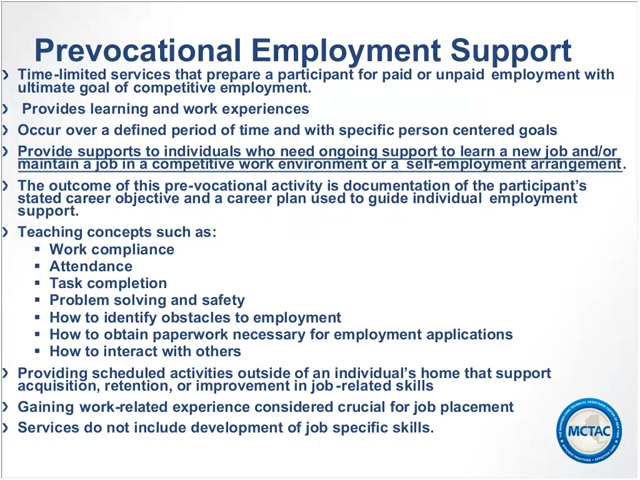 Prevocational Employment Support
Time-limited services that prepare a participant for paid or unpaid employment with
ultimate goal of competitive employment.
Provides learning and work experiences
Occur over a defined period of time and with specific person centered goals
Provide supports to individuals who need ongoing support to learn a new job and/or
maintain a job in a competitive work environment or a self-employment arrangement.
The outcome of this pre-vocational activity is documentation of the participant's
stated career objective and a career plan used to guide individual employment
support.
Teaching concepts such as:
Work compliance
Attendance
Task completion
Problem solving and safety
How to identify obstacles to employment
How to obtain paperwork necessary for employment applications
How to interact with others
Providing scheduled activities outside of an individual's home that support
acquisition, retention, or improvement in job-related skills
Gaining work-related experience considered crucial for job placement
Services do not include development of job specific skills.
MCTAC